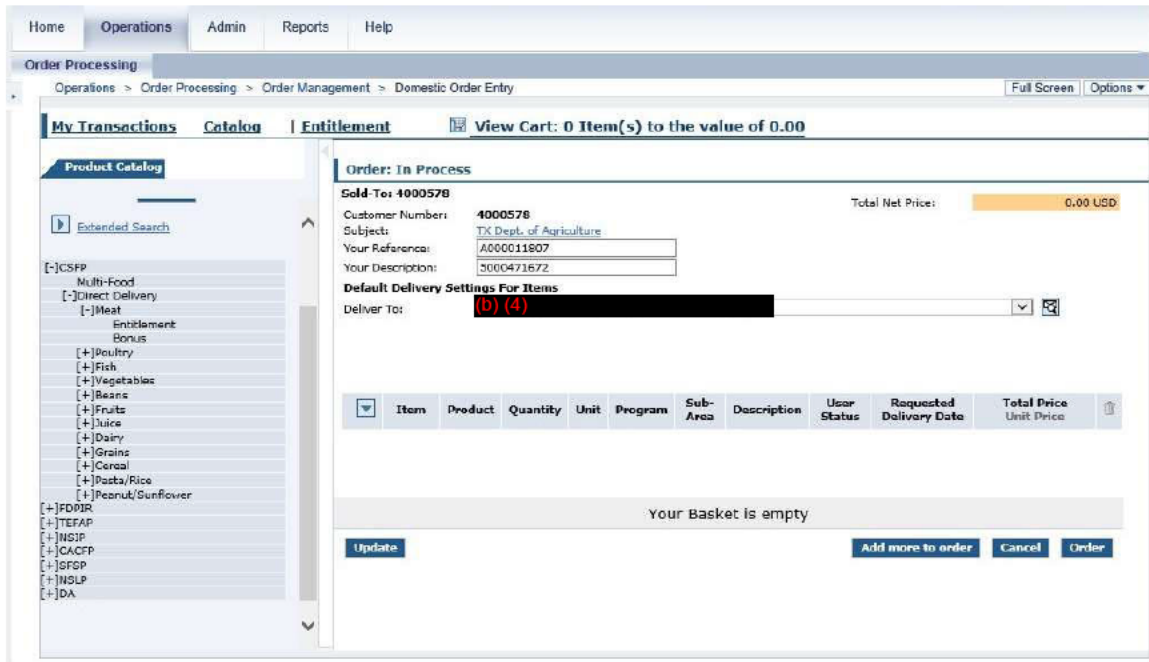 Home Operations Admin Reports Help
Order Processing
Operations > Order Processing > Order Management > Domestic Order Entry Full Screen Options
My Transactions Catalog | Entitlement View Cart: 0 Item(s) to the value of 0.00
Product Catalog
Extended Search
[-]CSFP
Multi-Food
[-]Direct Delivery
[-]Meat
Entitlement
Bonus
[+]Poultry
[+]Fish
[+]Vegetables
[+]Beans
[+]Fruits
[+]Juice
[+]Dairy
[+]Grains
[+]Cereal
[+]Pasta/Rice
[+]Peanut/Sunflower
[+]FDPIR
[+]TEFAP
[+]NSIP
[+]CACFP
[+]SFSP
[+]NSLP
[+]DA
Order: In Process
Sold-To: 4000578
Total Net Price: 0.00 USD
Customer Number: 4000578
Subject: TX Dept. of Agriculture
Your Reference: A000011807
Your Description: 5000471672
Default Delivery Settings For Items
Deliver To: (b) (4)
Item Product Quantity Unit Program Sub-Area Description User Status Requested Delivery Date Total Price Unit Price
Your Basket is empty
Update Add more to order Cancel Order